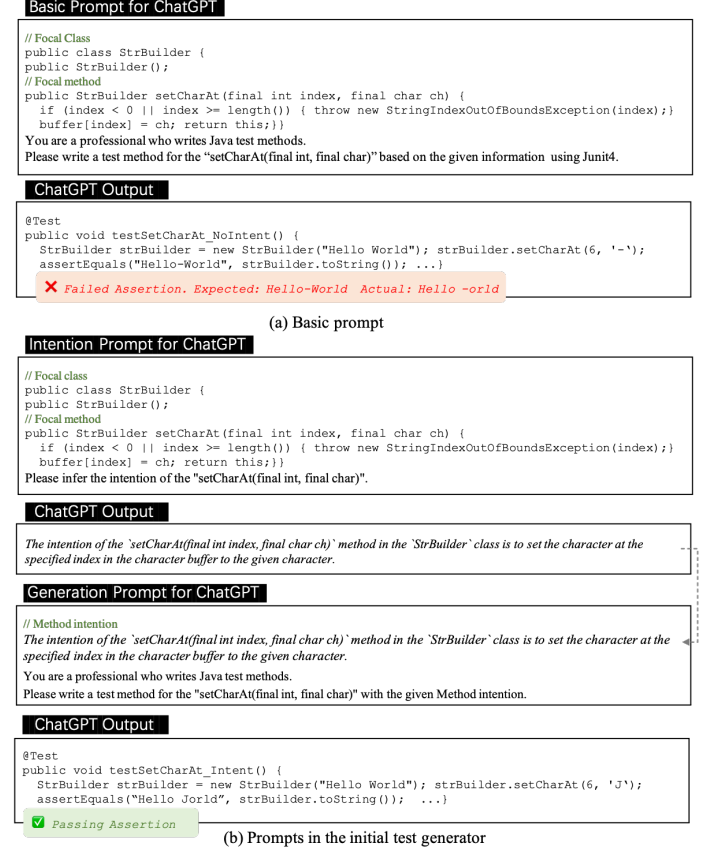 Basic Prompt for ChatGPT
// Focal Class
public class StrBuilder {
public StrBuilder();
// Focal method
public StrBuilder setCharAt(final int index, final char ch) {
if (index < 0 || index >= length()) { throw new StringIndexOutOfBoundsException(index);}
buffer[index] = ch; return this;}}
You are a professional who writes Java test methods.
Please write a test method for the “setCharAt(final int, final char)” based on the given information using Junit4.
ChatGPT Output
@Test
public void testSetCharAt_NoIntent() {
StrBuilder strBuilder = new StrBuilder("Hello World"); strBuilder.setCharAt(6, '-‘);
assertEquals("Hello-World", strBuilder.toString()); ...}
❌ Failed Assertion. Expected: Hello-World Actual: Hello -orld
(a) Basic prompt
Intention Prompt for ChatGPT
// Focal class
public class StrBuilder {
public StrBuilder();
// Focal method
public StrBuilder setCharAt(final int index, final char ch) {
if (index < 0 || index >= length()) { throw new StringIndexOutOfBoundsException(index);}
buffer[index] = ch; return this;}}
Please infer the intention of the "setCharAt(final int, final char)".
ChatGPT Output
The intention of the `setCharAt(final int index, final char ch)` method in the `StrBuilder` class is to set the character at the
specified index in the character buffer to the given character.
Generation Prompt for ChatGPT
// Method intention
The intention of the `setCharAt(final int index, final char ch)` method in the `StrBuilder` class is to set the character at the
specified index in the character buffer to the given character.
You are a professional who writes Java test methods.
Please write a test method for the "setCharAt(final int, final char)" with the given Method intention.
ChatGPT Output
@Test
public void testSetCharAt_Intent() {
StrBuilder strBuilder = new StrBuilder("Hello World"); strBuilder.setCharAt(6, 'J‘);
assertEquals(“Hello Jorld”, strBuilder.toString()); ...}
✅ Passing Assertion
(b) Prompts in the initial test generator